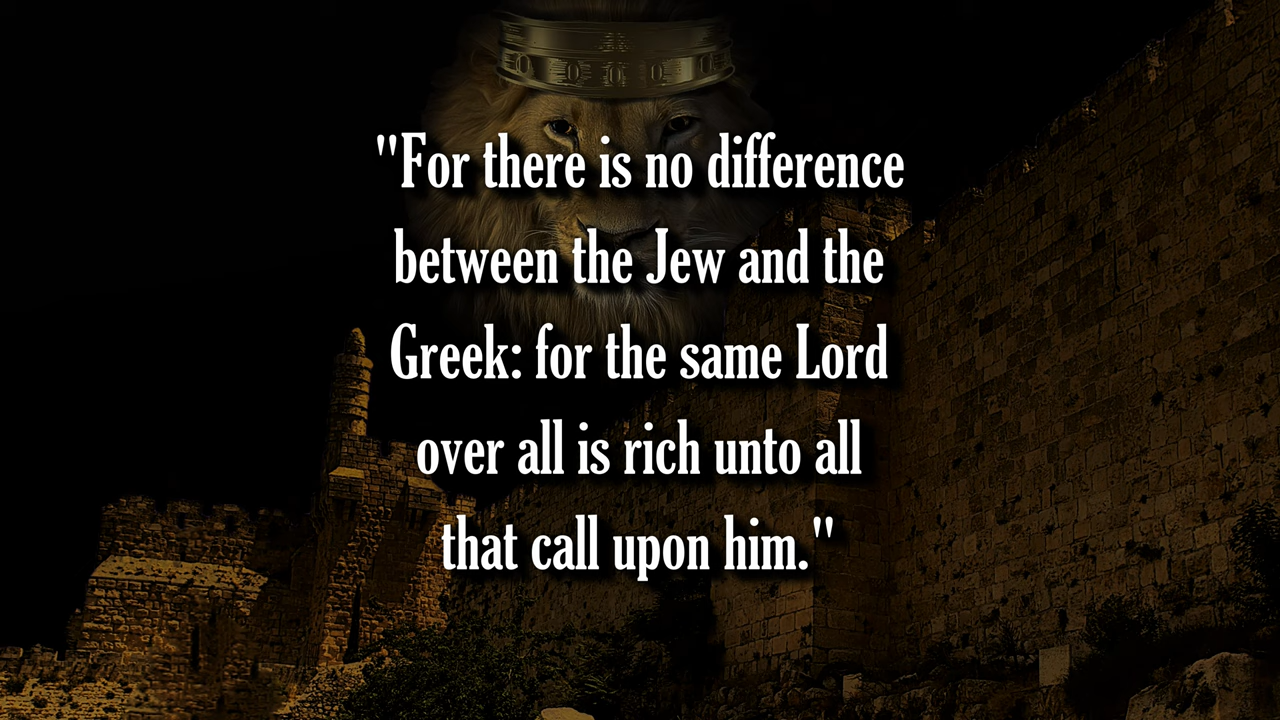 "For there is no difference
between the Jew and the
Greek: for the same Lord
over all is rich unto all
that call upon him."